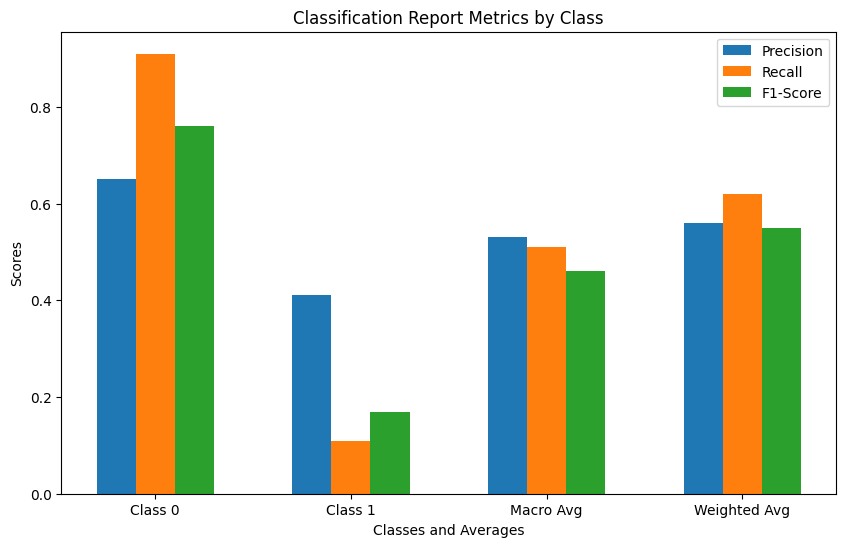 Classification Report Metrics by Class
Precision
Recall
F1-Score
Scores
0.8
0.6
0.4
0.2
0.0
Class 0
Class 1
Macro Avg
Weighted Avg
Classes and Averages